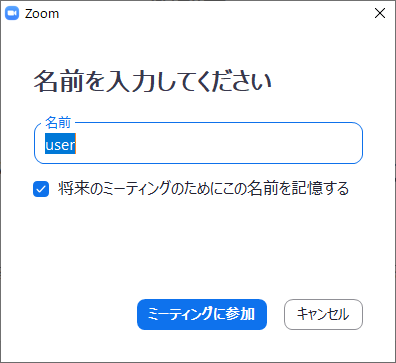 Zoom
名前を入力してください
名前
user
将来のミーティングのためにこの名前を記憶する
ミーティングに参加
キャンセル